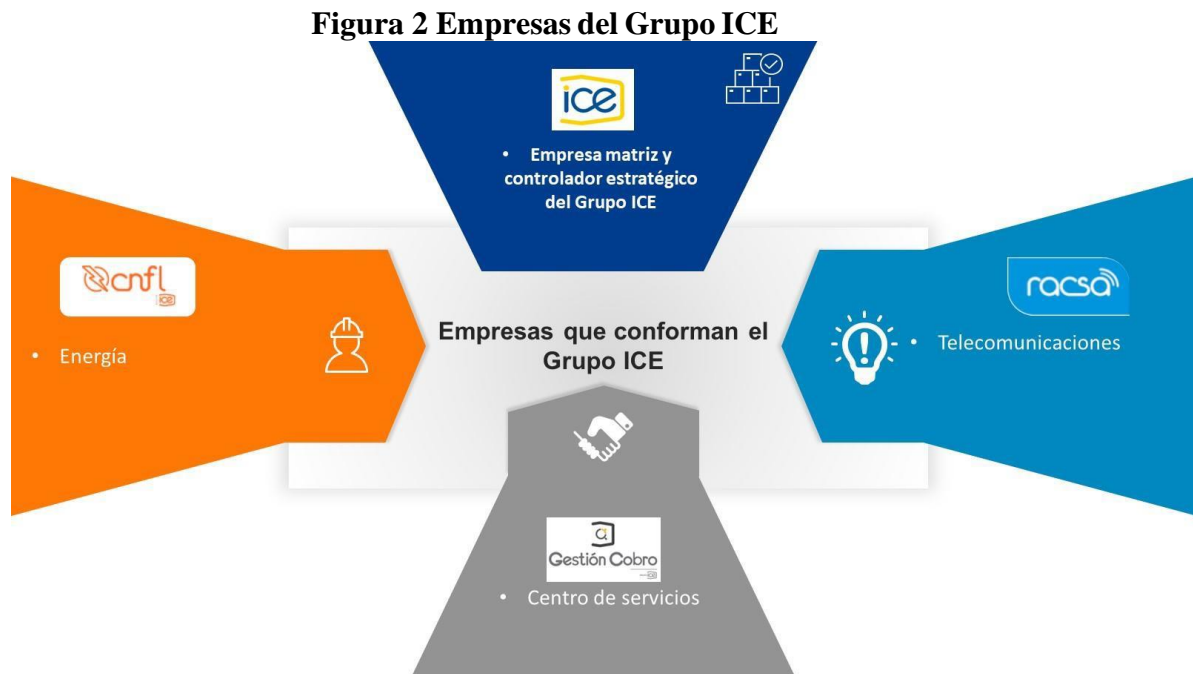 Figura 2 Empresas del Grupo ICE
ice
• Empresa matriz y
controlador estratégico
del Grupo ICE
cnfl
ice
• Energía
Empresas que conforman el
Grupo ICE
racsa
• Telecomunicaciones
Gestión Cobro
• Centro de servicios